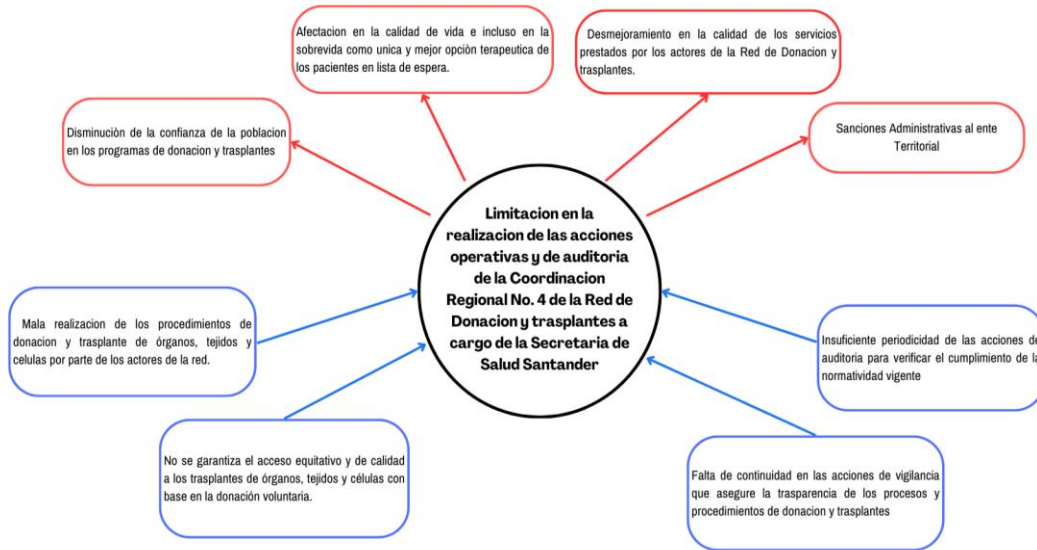 Afectacion en la calidad de vida e incluso en la
sobrevida como unica y mejor opciòn terapeutica de
los pacientes en lista de espera.
Desmejoramiento en la calidad de los servicios
prestados por los actores de la Red de Donacion y
trasplantes.
Disminuciòn de la confianza de la poblacion
en los programas de donacion y trasplantes
Sanciones Administrativas al ente
Territorial
Limitacion en la
realizacion de las acciones
operativas y de auditoria
de la Coordinacion
Regional No. 4 de la Red de
Donacion y trasplantes a
cargo de la Secretaria de
Salud Santander
Mala realizacion de los procedimientos de
donacion y trasplante de órganos, tejidos y
celulas por parte de los actores de la red.
Insuficiente periodicidad de las acciones de
auditoria para verificar el cumplimiento de la
normatividad vigente
No se garantiza el acceso equitativo y de calidad
a los trasplantes de órganos, tejidos y células con
base en la donación voluntaria.
Falta de continuidad en las acciones de vigilancia
que asegure la trasparencia de los procesos y
procedimientos de donacion y trasplantes